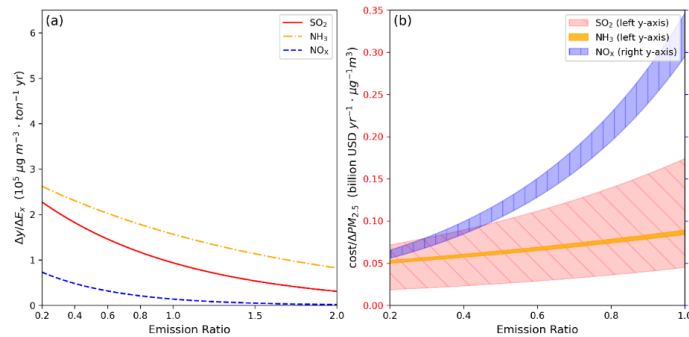 (a)
SO₂
NH₃
NOₓ
6
5
4
3
2
1
0
Δy/ΔEₓ (10⁵ μg m⁻³ · ton⁻¹ yr)
0.2 0.4 0.6 0.8 1.0 1.5 2.0
Emission Ratio
(b)
SO₂ (left y-axis)
NH₃ (left y-axis)
NOₓ (right y-axis)
0.35
0.30
0.25
0.20
0.15
0.10
0.05
0.00
cost/ΔPM₂.₅ (billion USD yr⁻¹ · μg⁻¹m³)
0.2 0.4 0.6 0.8 1.0
Emission Ratio